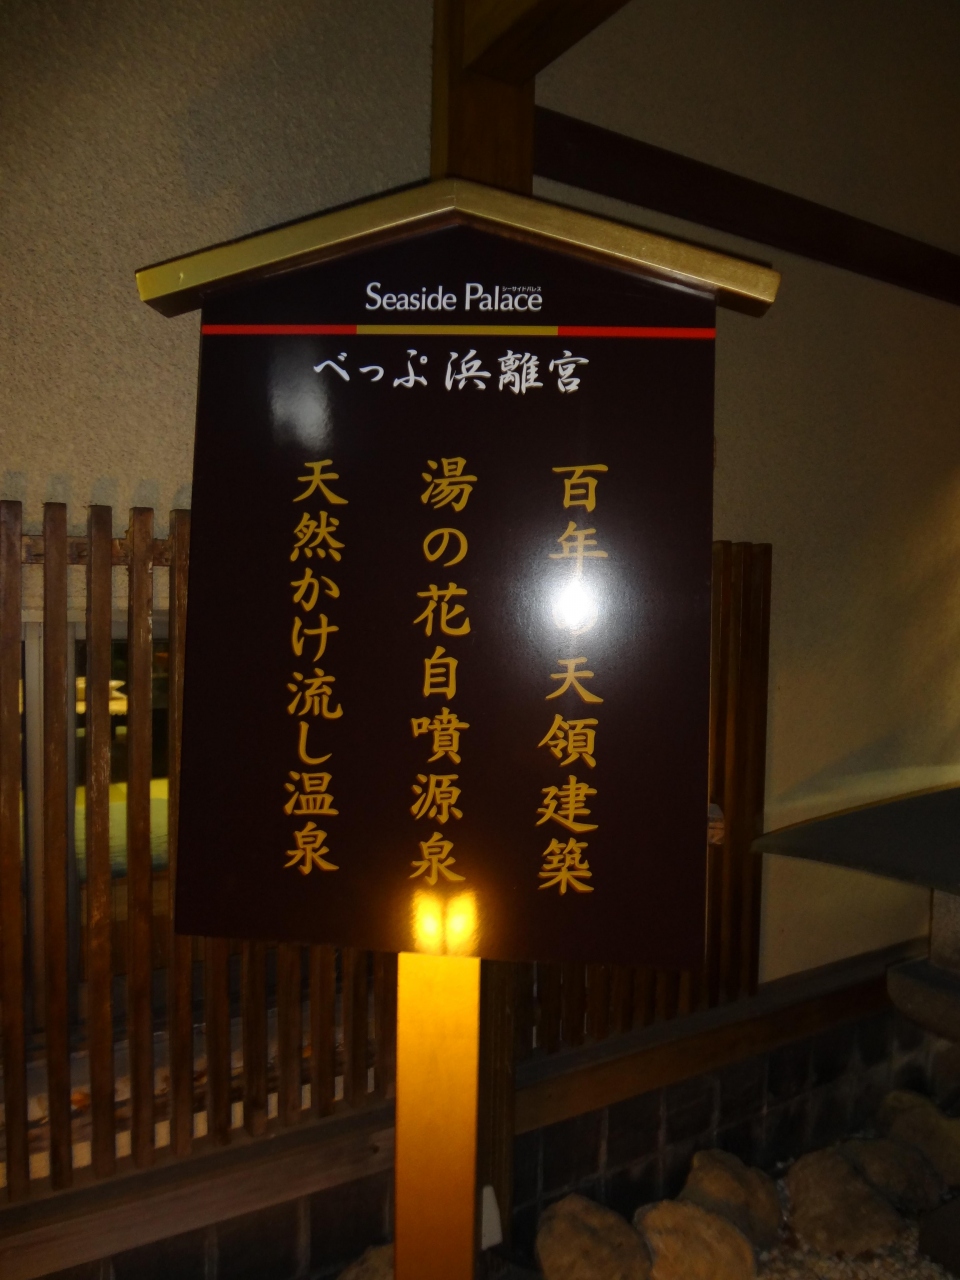 Seaside Palace
シーサイドパレス
べっぷ浜離宮
百年の天領建築
湯の花自噴源泉
天然かけ流し温泉